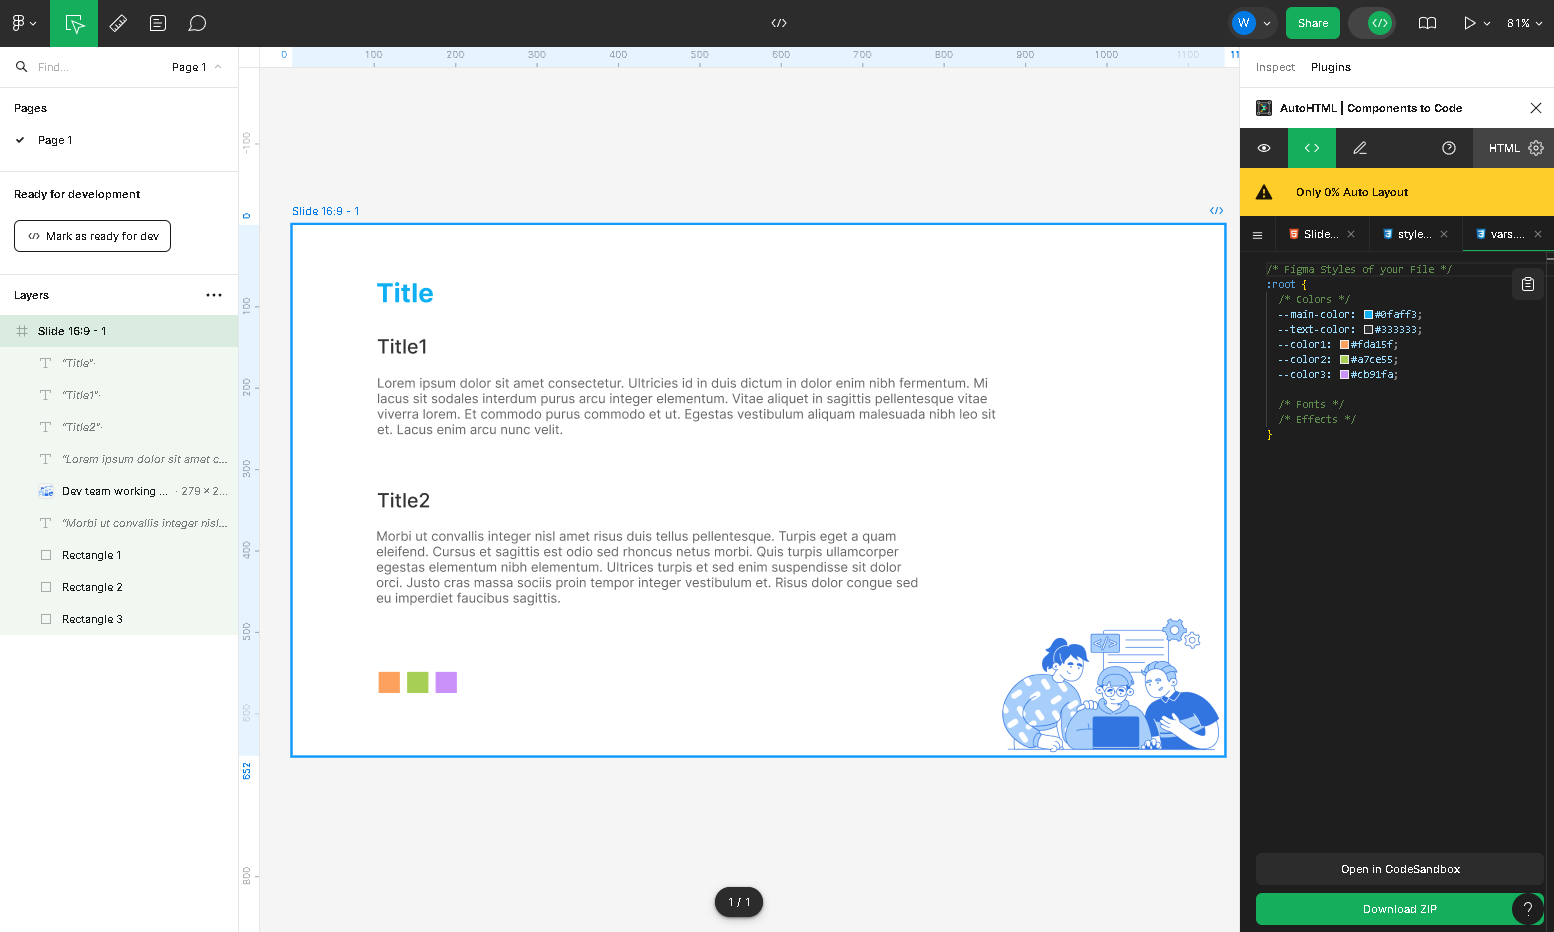 W
Share
81%
Find...
Page 1
Pages
Page 1
Ready for development
Mark as ready for dev
Layers
Slide 16:9 - 1
"Title"
"Title1"
"Title2"
"Lorem ipsum dolor sit amet c...
Dev team working ... · 279 × 2...
"Morbi ut convallis integer nisl...
Rectangle 1
Rectangle 2
Rectangle 3
0 100 200 300 400 500 600 700 800 900 1000 1100 11
-100
0
100
200
300
400
500
600
652
800
Slide 16:9 - 1
</>
Title
Title1
Lorem ipsum dolor sit amet consectetur. Ultricies id in duis dictum in dolor enim nibh fermentum. Mi
lacus sit sodales interdum purus arcu integer elementum. Vitae aliquet in sagittis pellentesque vitae
viverra lorem. Et commodo purus commodo et ut. Egestas vestibulum aliquam malesuada nibh leo sit
et. Lacus enim arcu nunc velit.
Title2
Morbi ut convallis integer nisl amet risus duis tellus pellentesque. Turpis eget a quam
eleifend. Cursus et sagittis est odio sed rhoncus netus morbi. Quis turpis ullamcorper
egestas elementum nibh elementum. Ultrices turpis et sed enim suspendisse sit dolor
orci. Justo cras massa sociis proin tempor integer vestibulum et. Risus dolor congue sed
eu imperdiet faucibus sagittis.
</>
1 / 1
Inspect Plugins
AutoHTML | Components to Code
HTML
Only 0% Auto Layout
Slide... style... vars....
/* Figma Styles of your File */
:root {
/* Colors */
--main-color: #0faff3;
--text-color: #333333;
--color1: #fda15f;
--color2: #a7ce55;
--color3: #cb91fa;
/* Fonts */
/* Effects */
}
Open in CodeSandbox
Download ZIP
?